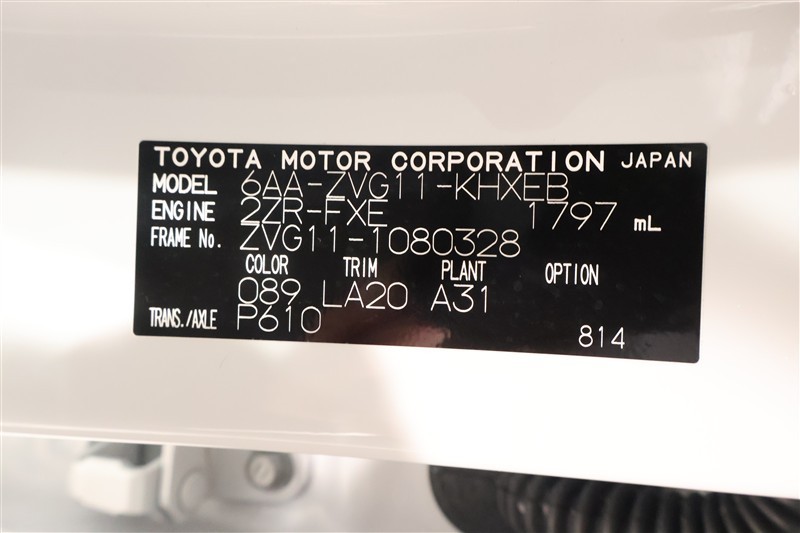 TOYOTA MOTOR CORPORATION JAPAN
MODEL 6AA-ZVG11-KHXEB
ENGINE 2ZR-FXE 1797 mL
FRAME No. ZVG11-1080328
COLOR TRIM PLANT OPTION
089 LA20 A31
TRANS./AXLE P610
814